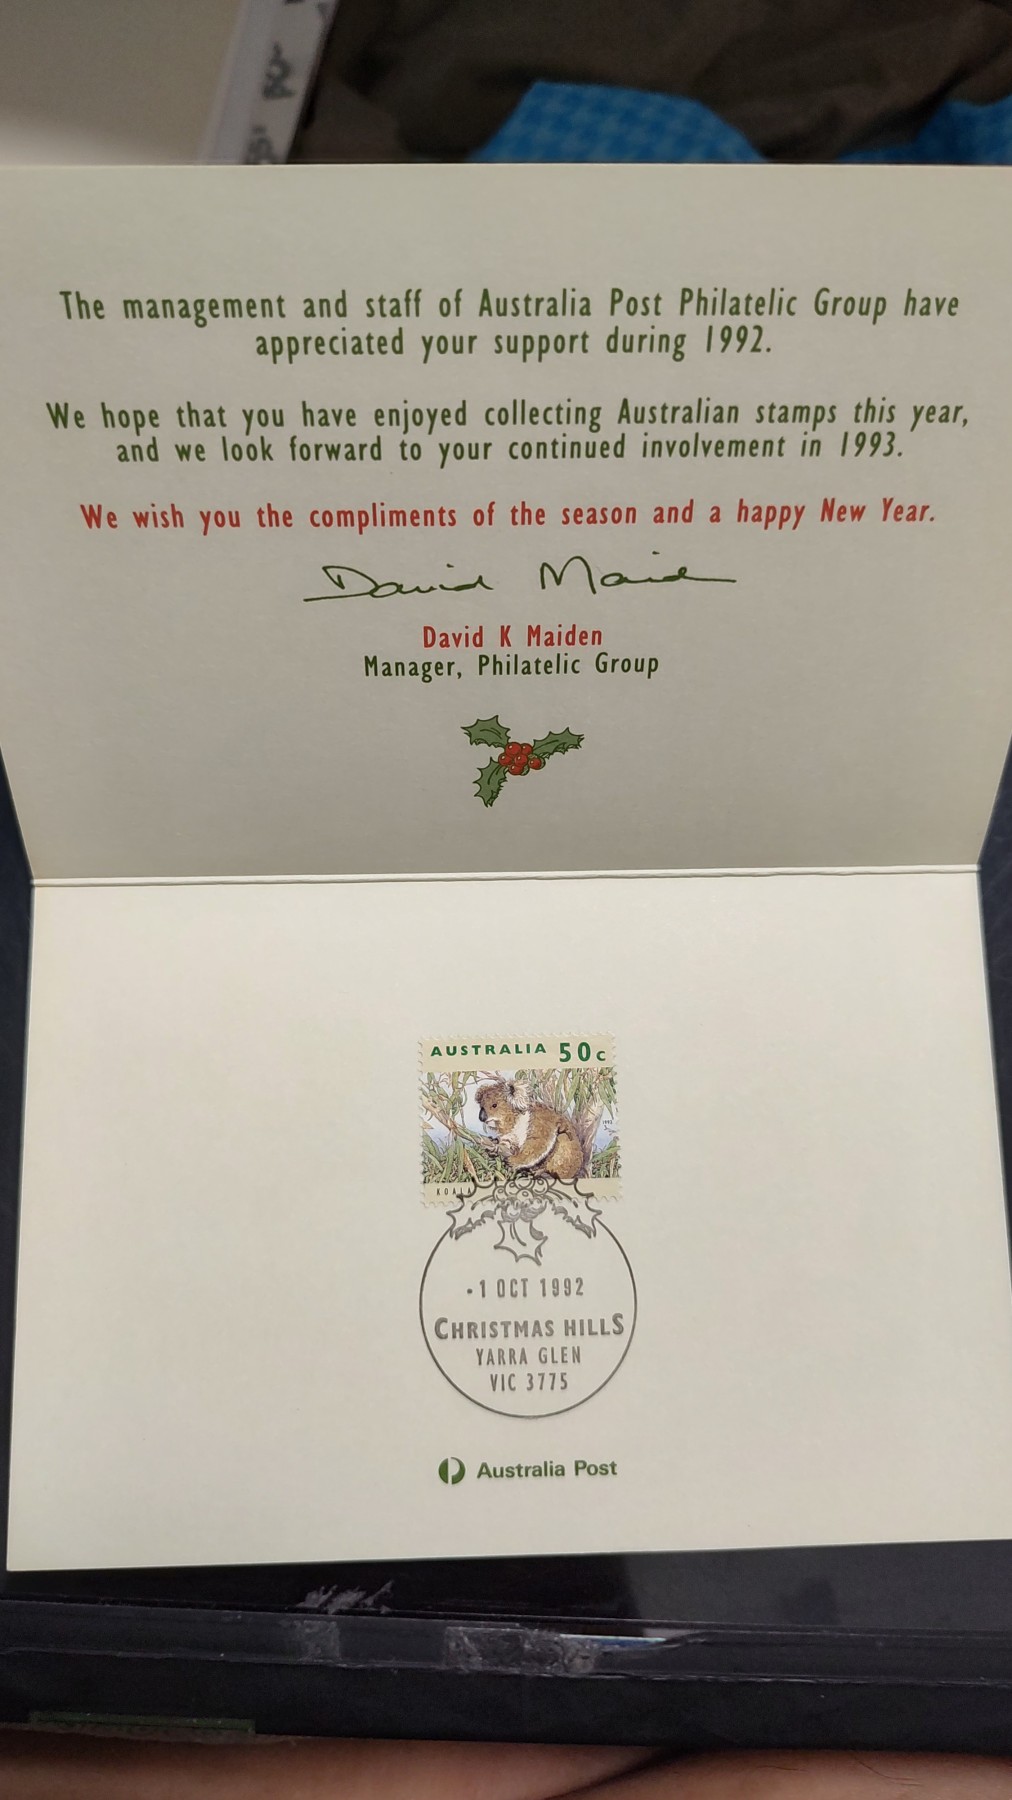 The management and staff of Australia Post Philatelic Group have
appreciated your support during 1992.
We hope that you have enjoyed collecting Australian stamps this year,
and we look forward to your continued involvement in 1993.
We wish you the compliments of the season and a happy New Year.
David Maiden
David K Maiden
Manager, Philatelic Group
AUSTRALIA 50c
1992
KOALA
-1 OCT 1992
CHRISTMAS HILLS
YARRA GLEN
VIC 3775
Australia Post